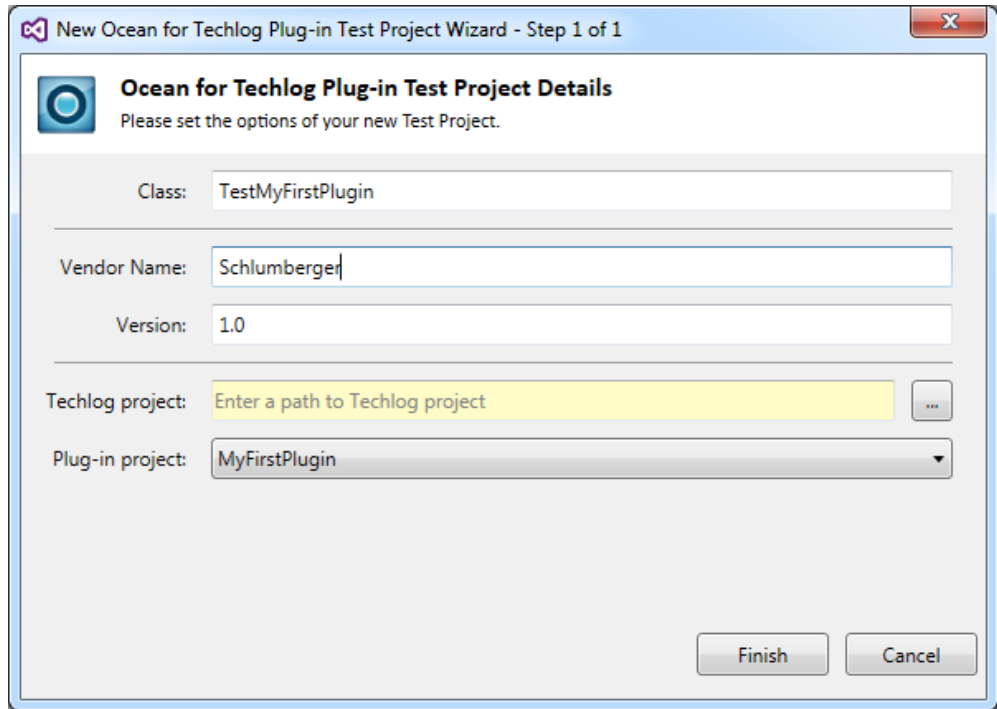 New Ocean for Techlog Plug-in Test Project Wizard - Step 1 of 1
Ocean for Techlog Plug-in Test Project Details
Please set the options of your new Test Project.
Class: TestMyFirstPlugin
Vendor Name: Schlumberger
Version: 1.0
Techlog project: Enter a path to Techlog project ...
Plug-in project: MyFirstPlugin
Finish Cancel